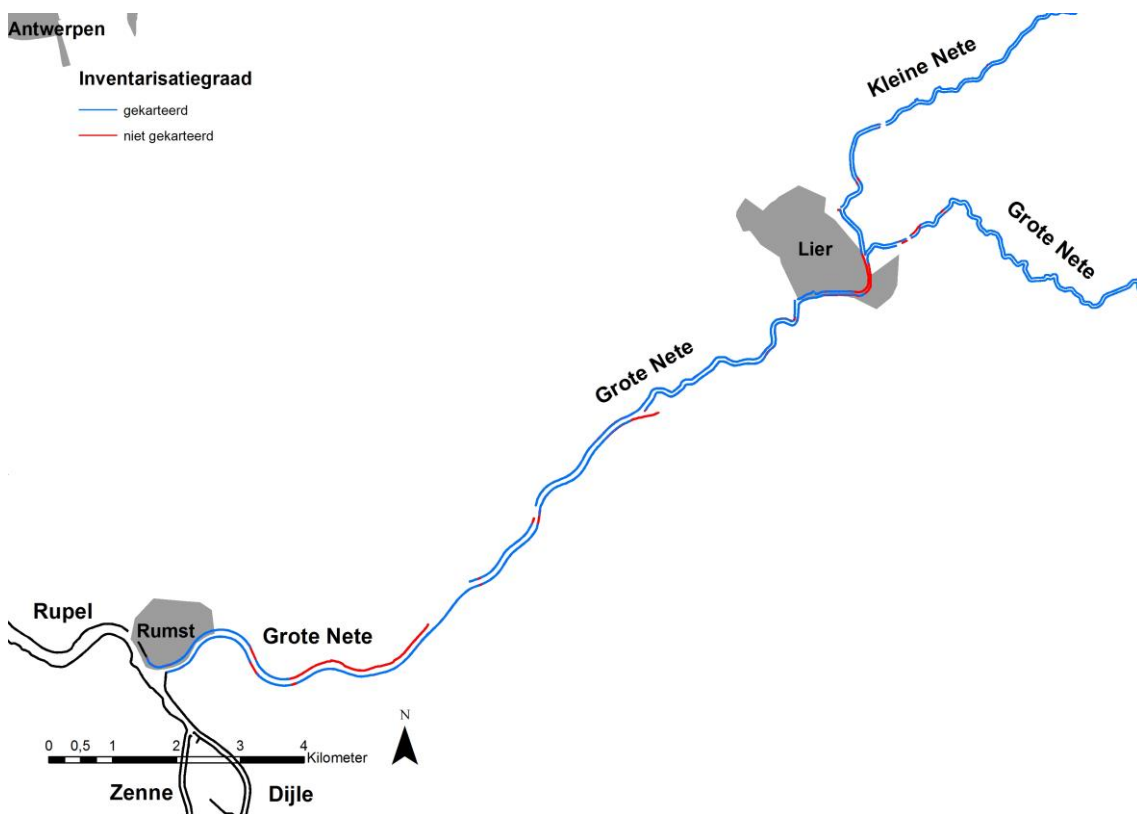 Antwerpen
Inventarisatiegraad
gekarteerd
niet gekarteerd
Kleine Nete
Grote Nete
Lier
Grote Nete
Rupel
Rumst
Grote Nete
N
0 0,5 1 2 3 4
Kilometer
Zenne
Dijle